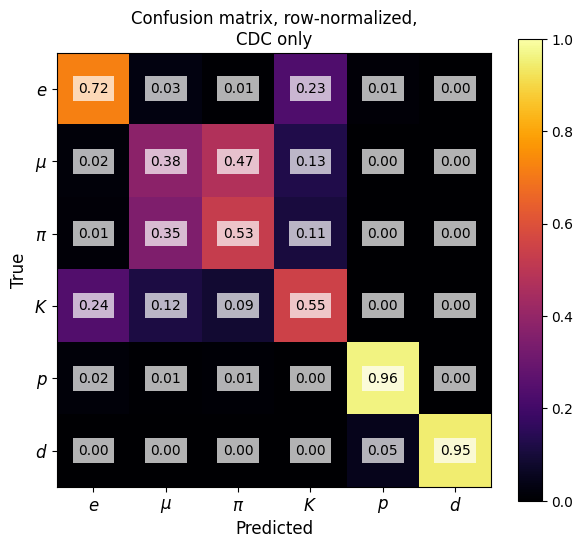 Confusion matrix, row-normalized,
CDC only
e 0.72 0.03 0.01 0.23 0.01 0.00
μ 0.02 0.38 0.47 0.13 0.00 0.00
π 0.01 0.35 0.53 0.11 0.00 0.00
K 0.24 0.12 0.09 0.55 0.00 0.00
p 0.02 0.01 0.01 0.00 0.96 0.00
d 0.00 0.00 0.00 0.00 0.05 0.95
e μ π K p d
Predicted
True
1.0
0.8
0.6
0.4
0.2
0.0